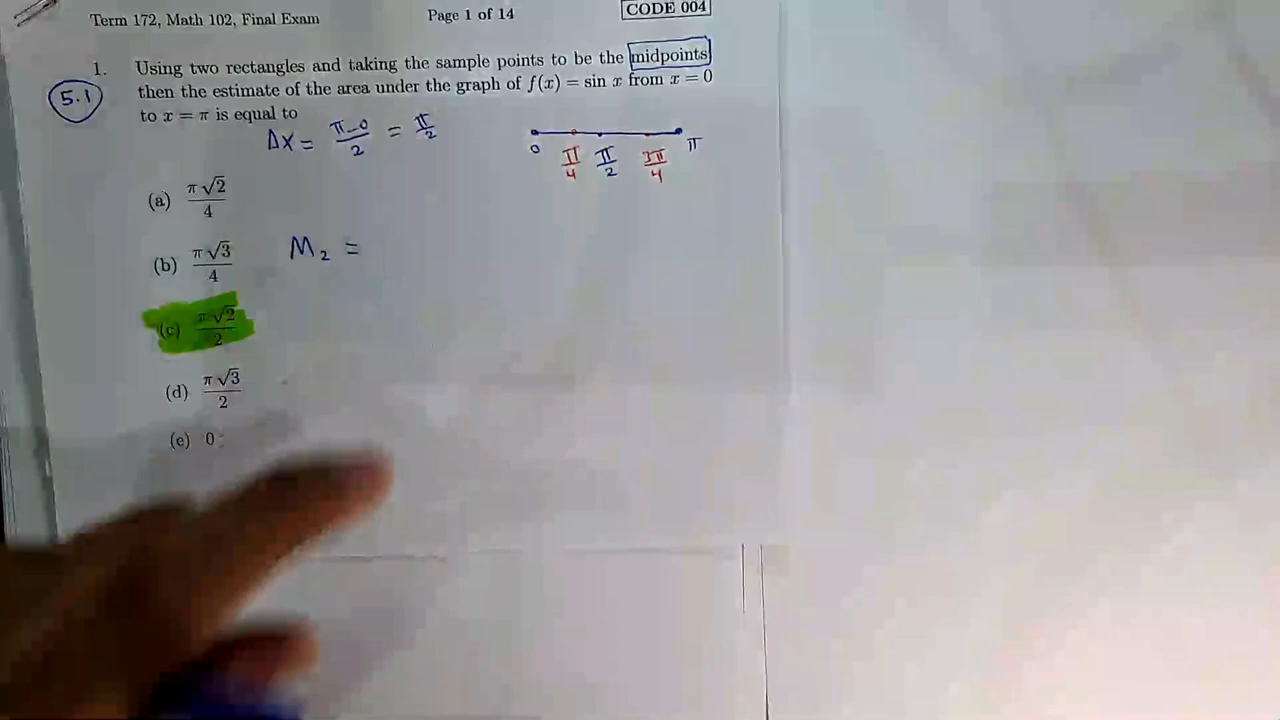 Term 172, Math 102, Final Exam Page 1 of 14 CODE 004
1. Using two rectangles and taking the sample points to be the midpoints
5.1 then the estimate of the area under the graph of f(x) = sin x from x = 0
to x = π is equal to
Δx = π-0/2 = π/2
0 π/4 π/2 3π/4 π
(a) π√2/4
(b) π√3/4 M₂ =
(c) π√2/2
(d) π√3/2
(e) 0